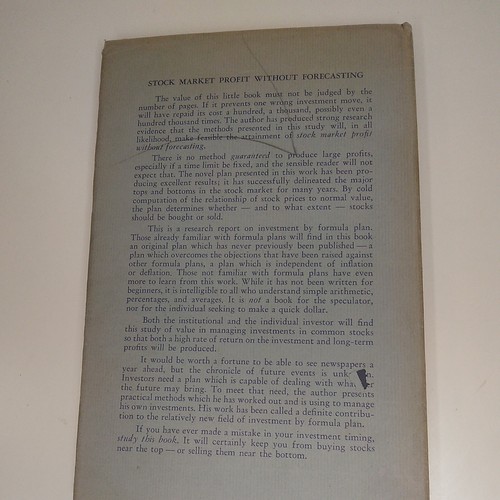 STOCK MARKET PROFIT WITHOUT FORECASTING
The value of this little book must not be judged by the
number of pages. If it prevents one wrong investment move, it
will have repaid its cost a hundred, a thousand, possibly even a
hundred thousand times. The author has produced strong research
evidence that the methods presented in this study will, in all
likelihood, make feasible the attainment of stock market profit
without forecasting.
There is no method guaranteed to produce large profits,
especially if a time limit be fixed, and the sensible reader will not
expect that. The novel plan presented in this work has been pro-
ducing excellent results; it has successfully delineated the major
tops and bottoms in the stock market for many years. By cold
computation of the relationship of stock prices to normal value,
the plan determines whether — and to what extent — stocks
should be bought or sold.
This is a research report on investment by formula plan.
Those already familiar with formula plans will find in this book
an original plan which has never previously been published — a
plan which overcomes the objections that have been raised against
other formula plans, a plan which is independent of inflation
or deflation. Those not familiar with formula plans have even
more to learn from this work. While it has not been written for
beginners, it is intelligible to all who understand simple arithmetic,
percentages, and averages. It is not a book for the speculator,
nor for the individual seeking to make a quick dollar.
Both the institutional and the individual investor will find
this study of value in managing investments in common stocks
so that both a high rate of return on the investment and long-term
profits will be produced.
It would be worth a fortune to be able to see newspapers a
year ahead, but the chronicle of future events is
Investors need a plan which is capable of dealing with
the future may bring. To meet that need, the author presents
practical methods which he has worked out and is using to manage
his own investments. His work has been called a definite contribu-
tion to the relatively new field of investment by formula plan.
If you have ever made a mistake in your investment timing,
study this book. It will certainly keep you from buying stocks
near the top — or selling them near the bottom.